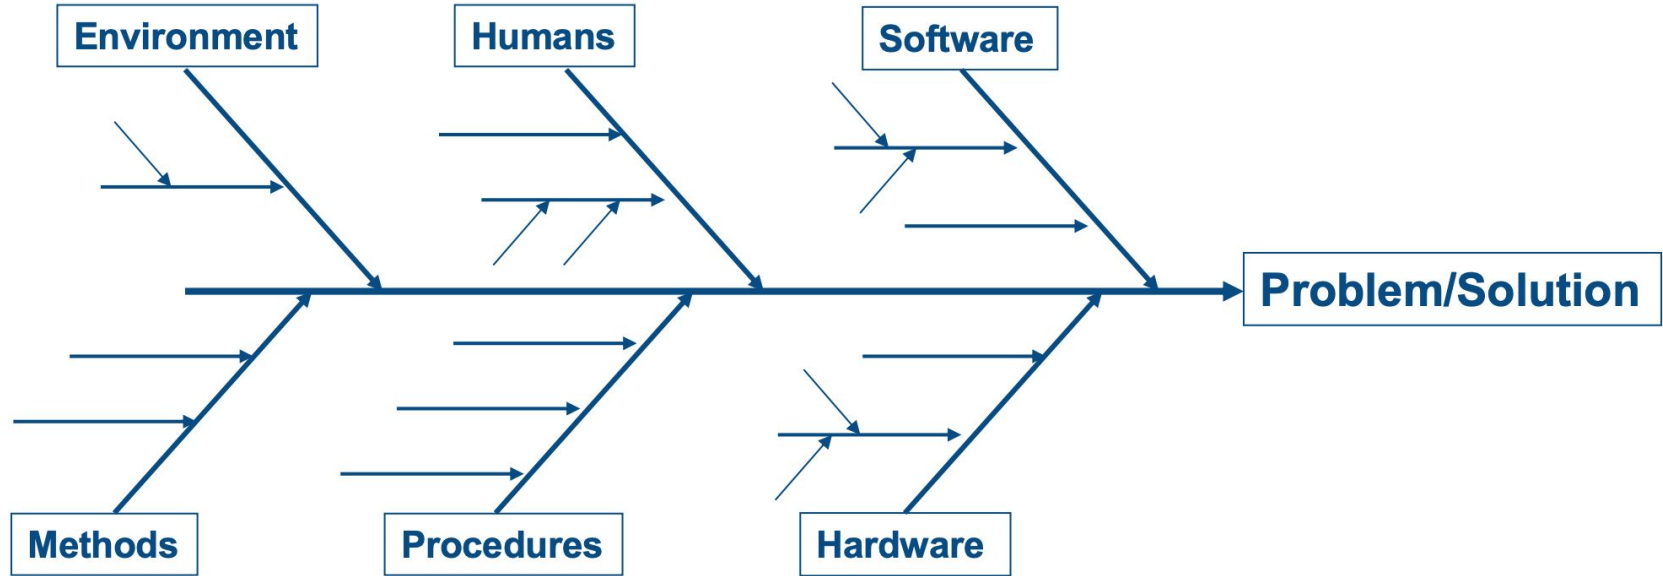 Environment
Humans
Software
Problem/Solution
Methods
Procedures
Hardware